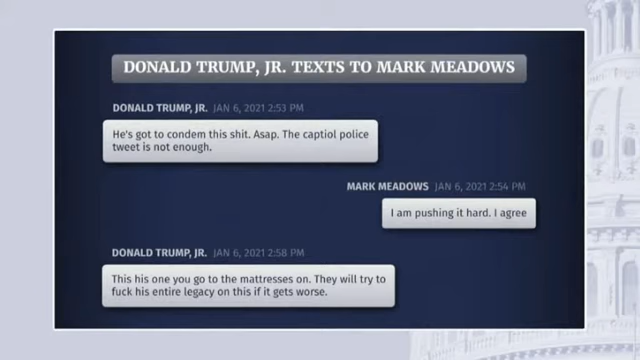 DONALD TRUMP, JR. TEXTS TO MARK MEADOWS
DONALD TRUMP, JR. JAN 6, 2021 2:53 PM
He's got to condem this shit. Asap. The captiol police
tweet is not enough.
MARK MEADOWS JAN 6, 2021 2:54 PM
I am pushing it hard. I agree
DONALD TRUMP, JR. JAN 6, 2021 2:58 PM
This his one you go to the mattresses on. They will try to
fuck his entire legacy on this if it gets worse.